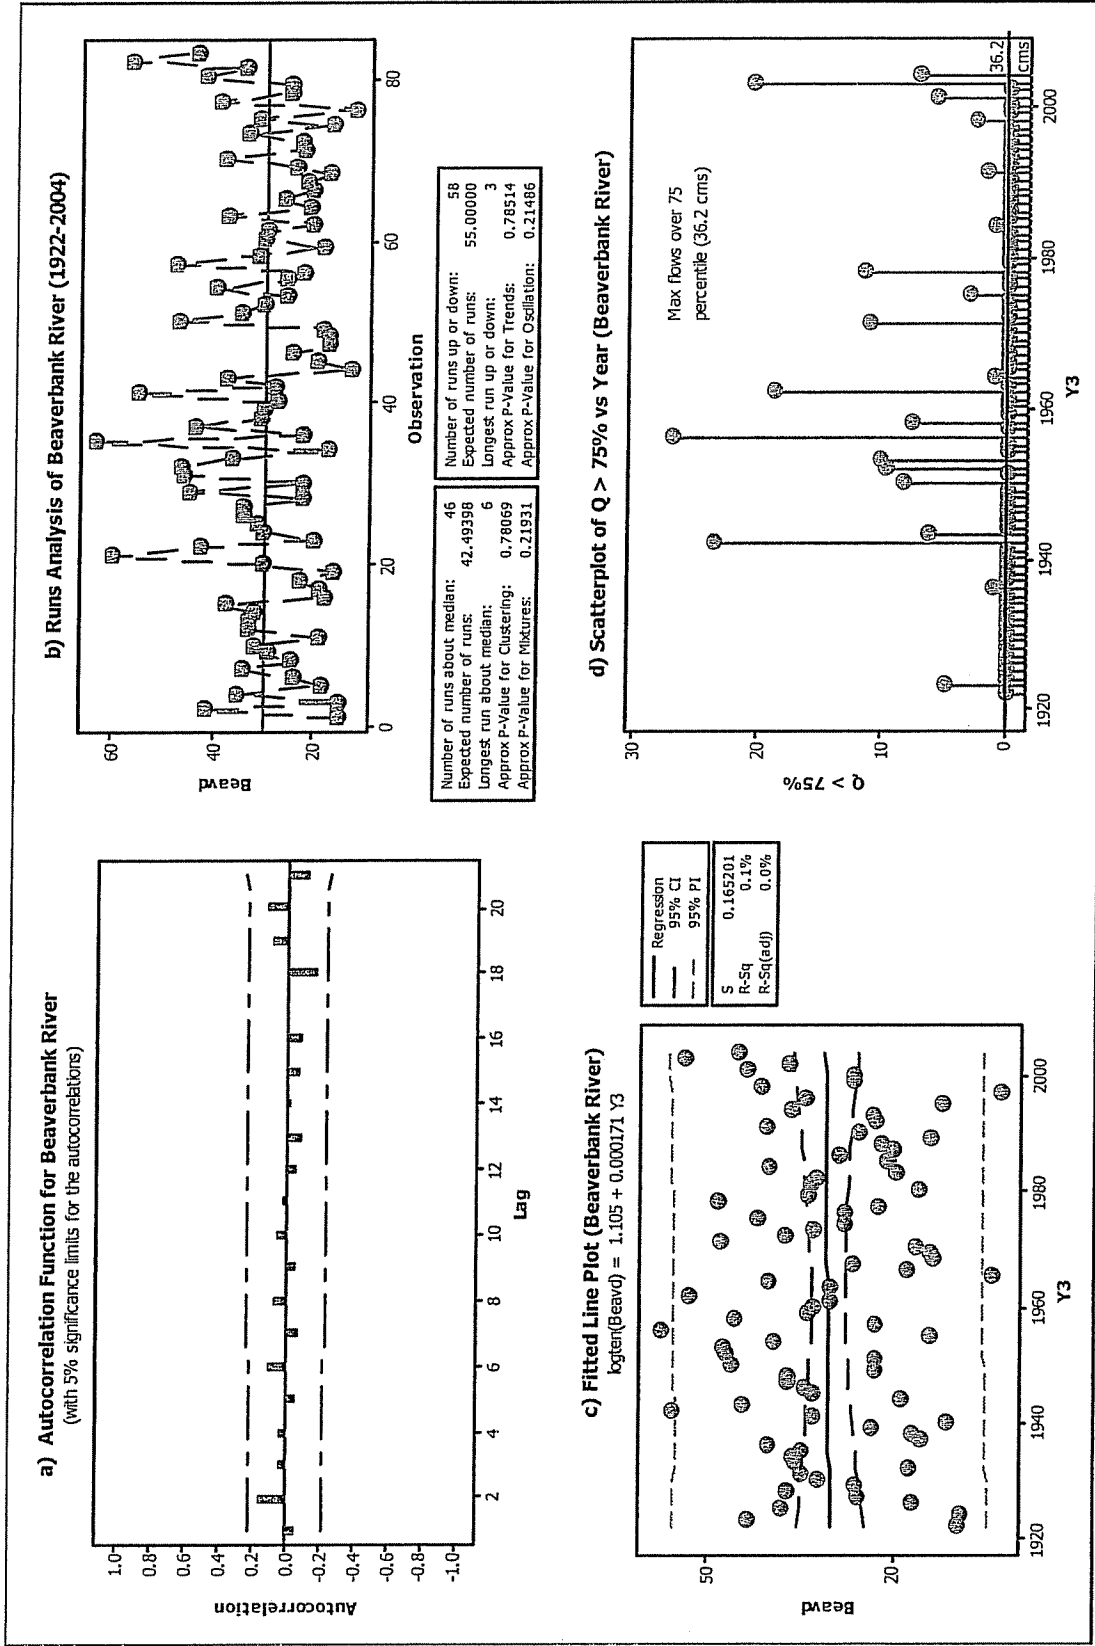 a) Autocorrelation Function for Beaverbank River
(with 5% significance limits for the autocorrelations)
Autocorrelation
1.0
0.8
0.6
0.4
0.2
0.0
-0.2
-0.4
-0.6
-0.8
-1.0
2 4 6 8 10 12 14 16 18 20
Lag
b) Runs Analysis of Beaverbank River (1922-2004)
Beavd
60
40
20
0 20 40 60 80
Observation
Number of runs about median: 46
Expected number of runs: 42.49398
Longest run about median: 6
Approx P-Value for Clustering: 0.78069
Approx P-Value for Mixtures: 0.21931
Number of runs up or down: 58
Expected number of runs: 55.00000
Longest run up or down: 3
Approx P-Value for Trends: 0.78514
Approx P-Value for Oscillation: 0.21486
c) Fitted Line Plot (Beaverbank River)
logten(Beavd) = 1.105 + 0.000171 Y3
Beavd
50
20
1920 1940 1960 1980 2000
Y3
Regression
95% CI
95% PI
S 0.165201
R-Sq 0.1%
R-Sq(adj) 0.0%
d) Scatterplot of Q > 75% vs Year (Beaverbank River)
Q > 75%
30
20
10
0
Max flows over 75
percentile (36.2 cms)
36.2
cms
1920 1940 1960 1980 2000
Y3